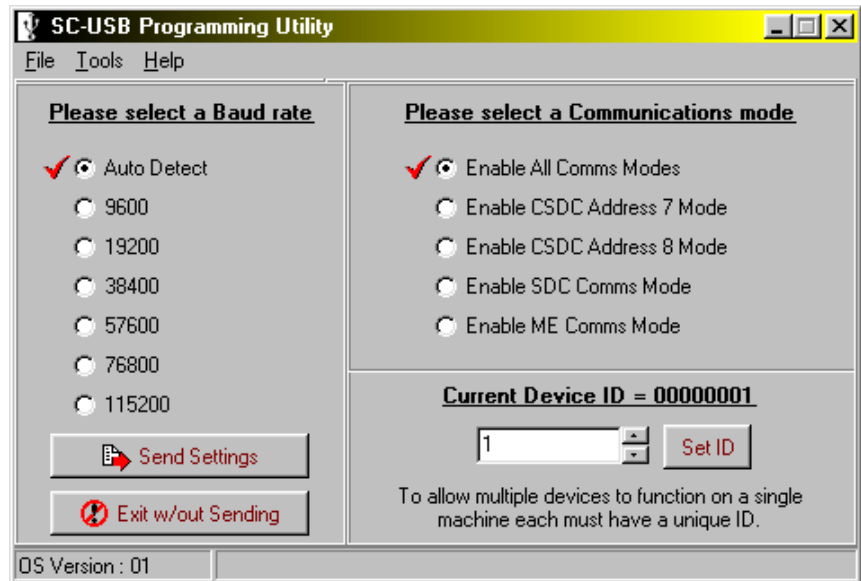 SC-USB Programming Utility
File Tools Help
Please select a Baud rate
Auto Detect
9600
19200
38400
57600
76800
115200
Send Settings
Exit w/out Sending
Please select a Communications mode
Enable All Comms Modes
Enable CSDC Address 7 Mode
Enable CSDC Address 8 Mode
Enable SDC Comms Mode
Enable ME Comms Mode
Current Device ID = 00000001
1
Set ID
To allow multiple devices to function on a single
machine each must have a unique ID.
OS Version : 01